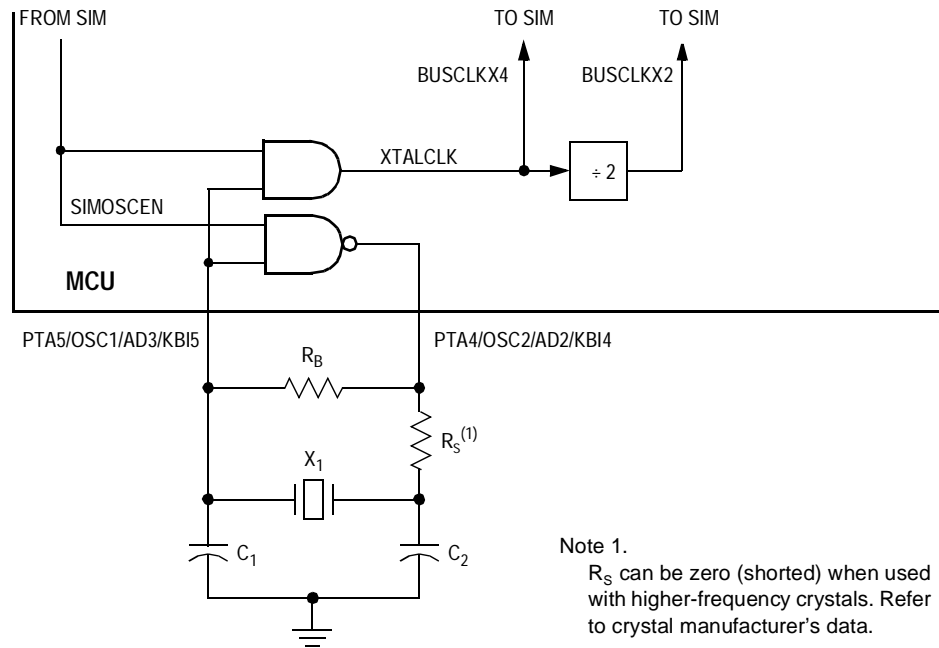 FROM SIM
TO SIM
TO SIM
BUSCLKX4
BUSCLKX2
XTALCLK
÷ 2
SIMOSCEN
MCU
PTA5/OSC1/AD3/KBI5
PTA4/OSC2/AD2/KBI4
RB
RS(1)
X1
C1
C2
Note 1.
RS can be zero (shorted) when used
with higher-frequency crystals. Refer
to crystal manufacturer's data.